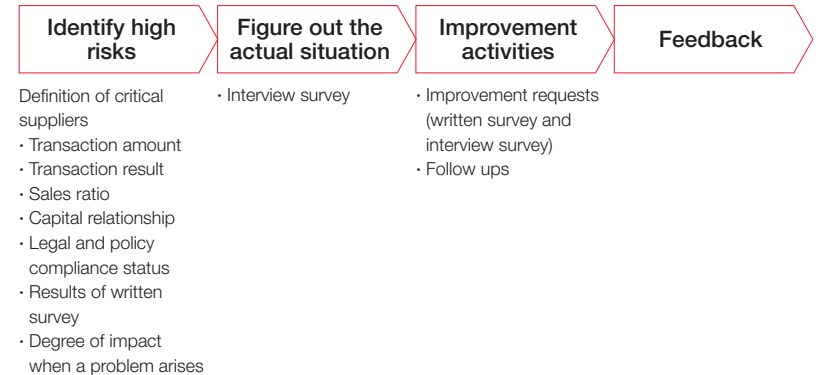 Identify high
risks
Figure out the
actual situation
Improvement
activities
Feedback
Definition of critical
suppliers
· Transaction amount
· Transaction result
· Sales ratio
· Capital relationship
· Legal and policy
compliance status
· Results of written
survey
· Degree of impact
when a problem arises
· Interview survey
· Improvement requests
(written survey and
interview survey)
· Follow ups